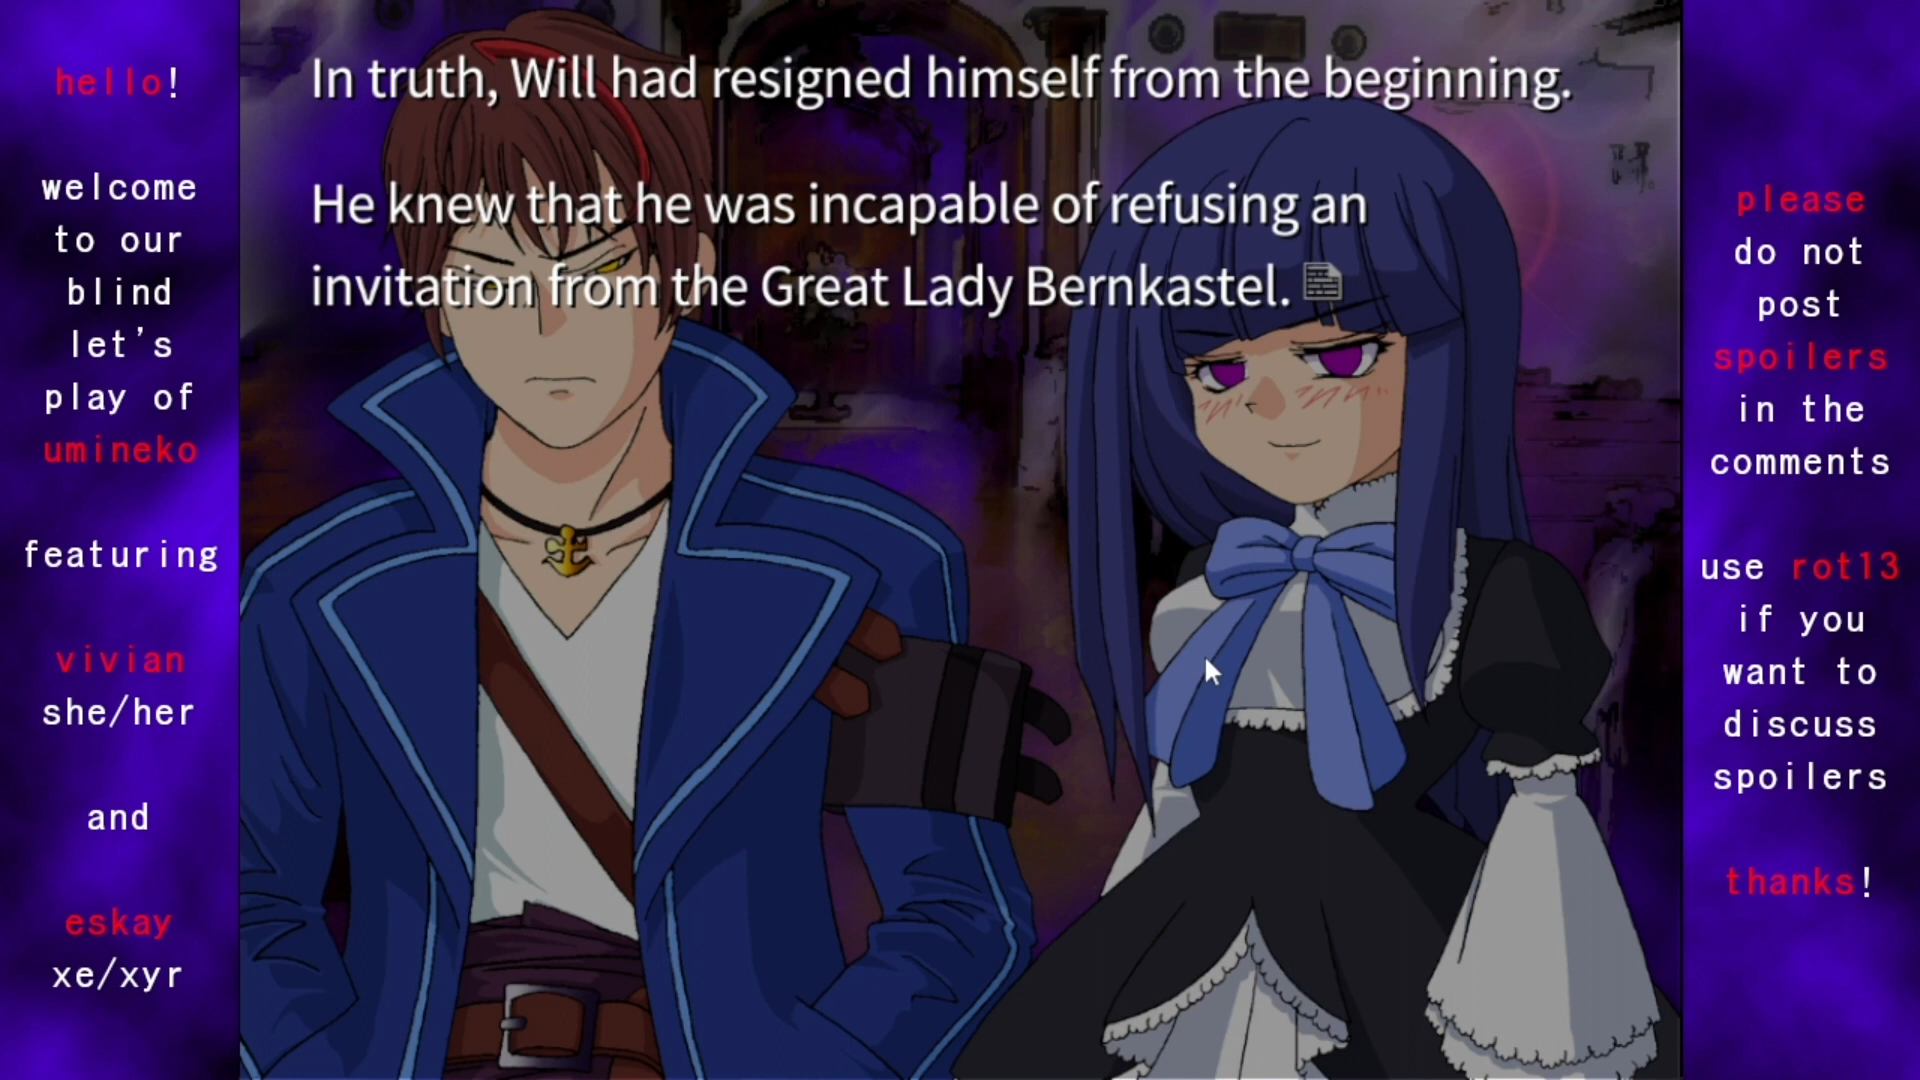 hello!
welcome
to our
blind
let's
play of
umineko
featuring
vivian
she/her
and
eskay
xe/xyr
In truth, Will had resigned himself from the beginning.
He knew that he was incapable of refusing an
invitation from the Great Lady Bernkastel.
please
do not
post
spoilers
in the
comments
use rot13
if you
want to
discuss
spoilers
thanks!